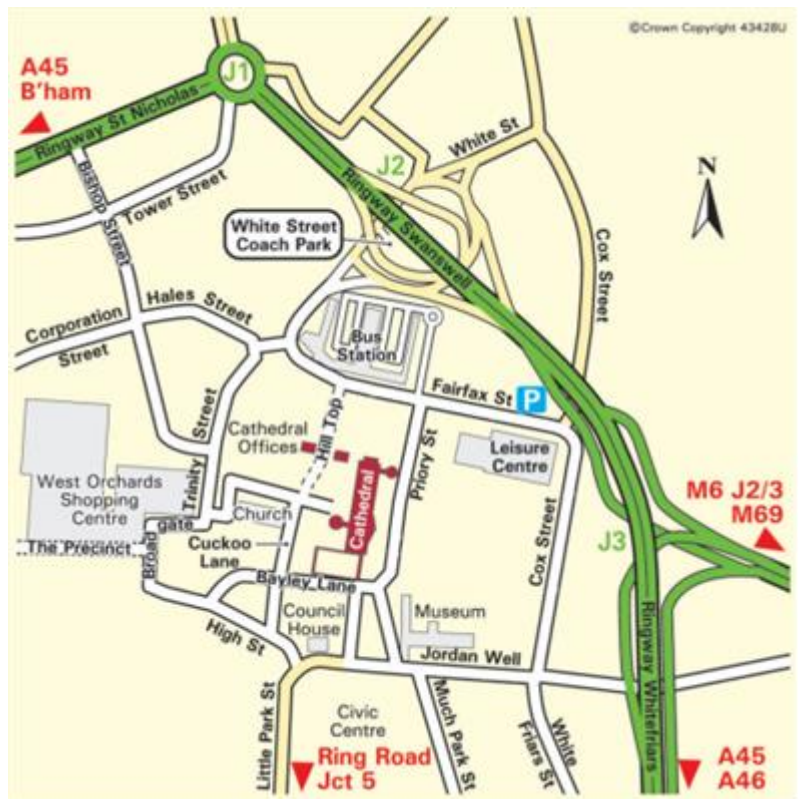 ©Crown Copyright 43428U
A45
B'ham
J1
Ringway St Nicholas
Bishop Street
Tower Street
J2
White St
N
Ringway Swanswell
White Street
Coach Park
Cox Street
Hales Street
Corporation
Street
Bus
Station
Fairfax St
P
Hill Top
Cathedral
Offices
Trinity Street
Priory St
Leisure
Centre
West Orchards
Shopping
Centre
Cathedral
M6 J2/3
M69
Church
Broad
gate
The Precinct
Cuckoo
Lane
Cox Street
J3
Bayley Lane
Council
House
Museum
High St
Jordan Well
Ringway Whitefriars
Little Park St
Civic
Centre
Much Park St
White
Friars St
Ring Road
Jct 5
A45
A46